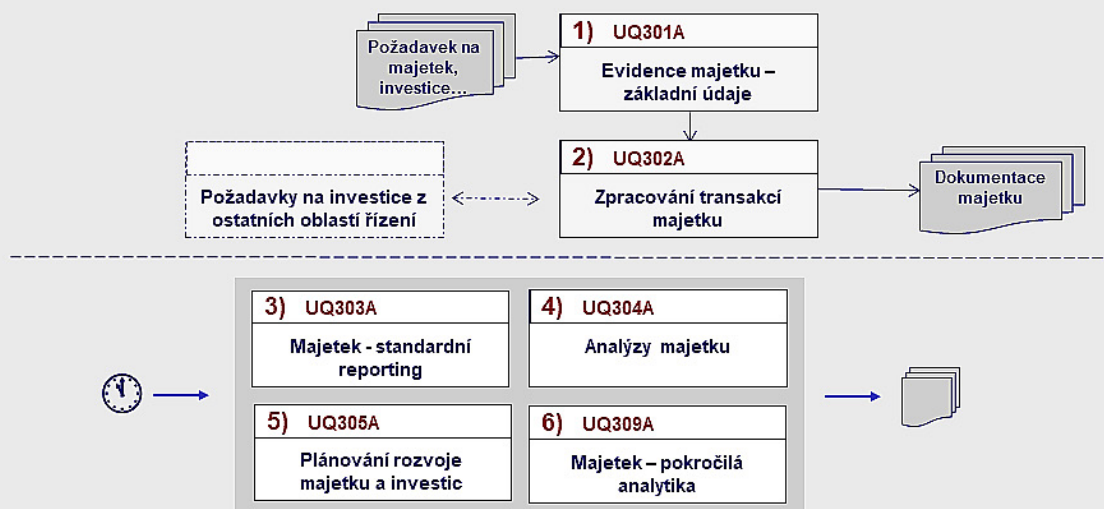 Požadavek na
majetek,
investice...
1) UQ301A
Evidence majetku –
základní údaje
2) UQ302A
Zpracování transakcí
majetku
Požadavky na investice z
ostatních oblastí řízení
Dokumentace
majetku
3) UQ303A
Majetek - standardní
reporting
4) UQ304A
Analýzy majetku
5) UQ305A
Plánování rozvoje
majetku a investic
6) UQ309A
Majetek – pokročilá
analytika